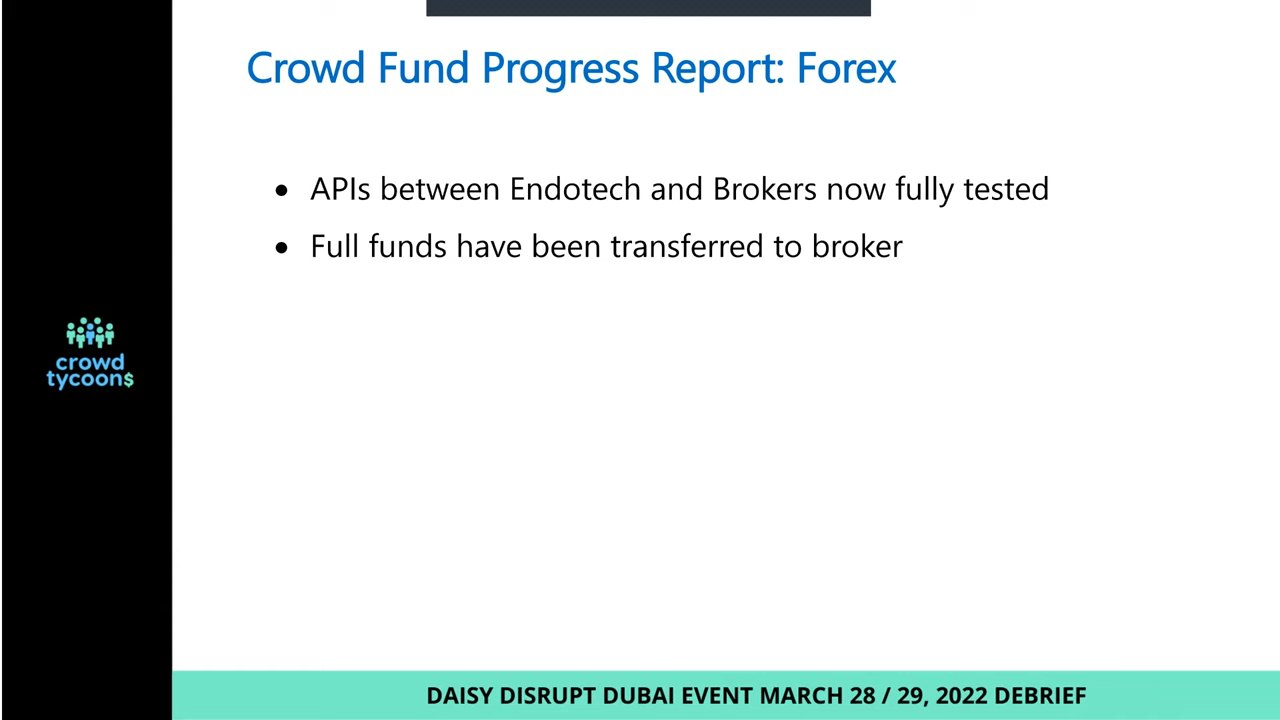 Crowd Fund Progress Report: Forex
• APIs between Endotech and Brokers now fully tested
• Full funds have been transferred to broker
crowd
tycoon$
DAISY DISRUPT DUBAI EVENT MARCH 28 / 29, 2022 DEBRIEF